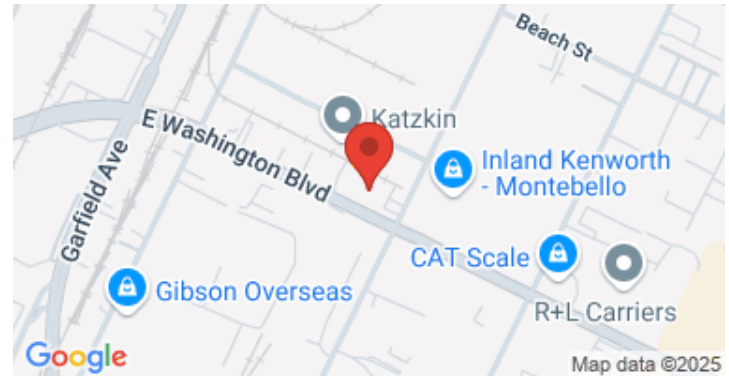 Beach St
Katzkin
E Washington Blvd
Inland Kenworth
- Montebello
Garfield Ave
CAT Scale
Gibson Overseas
R+L Carriers
Google
Map data ©2025